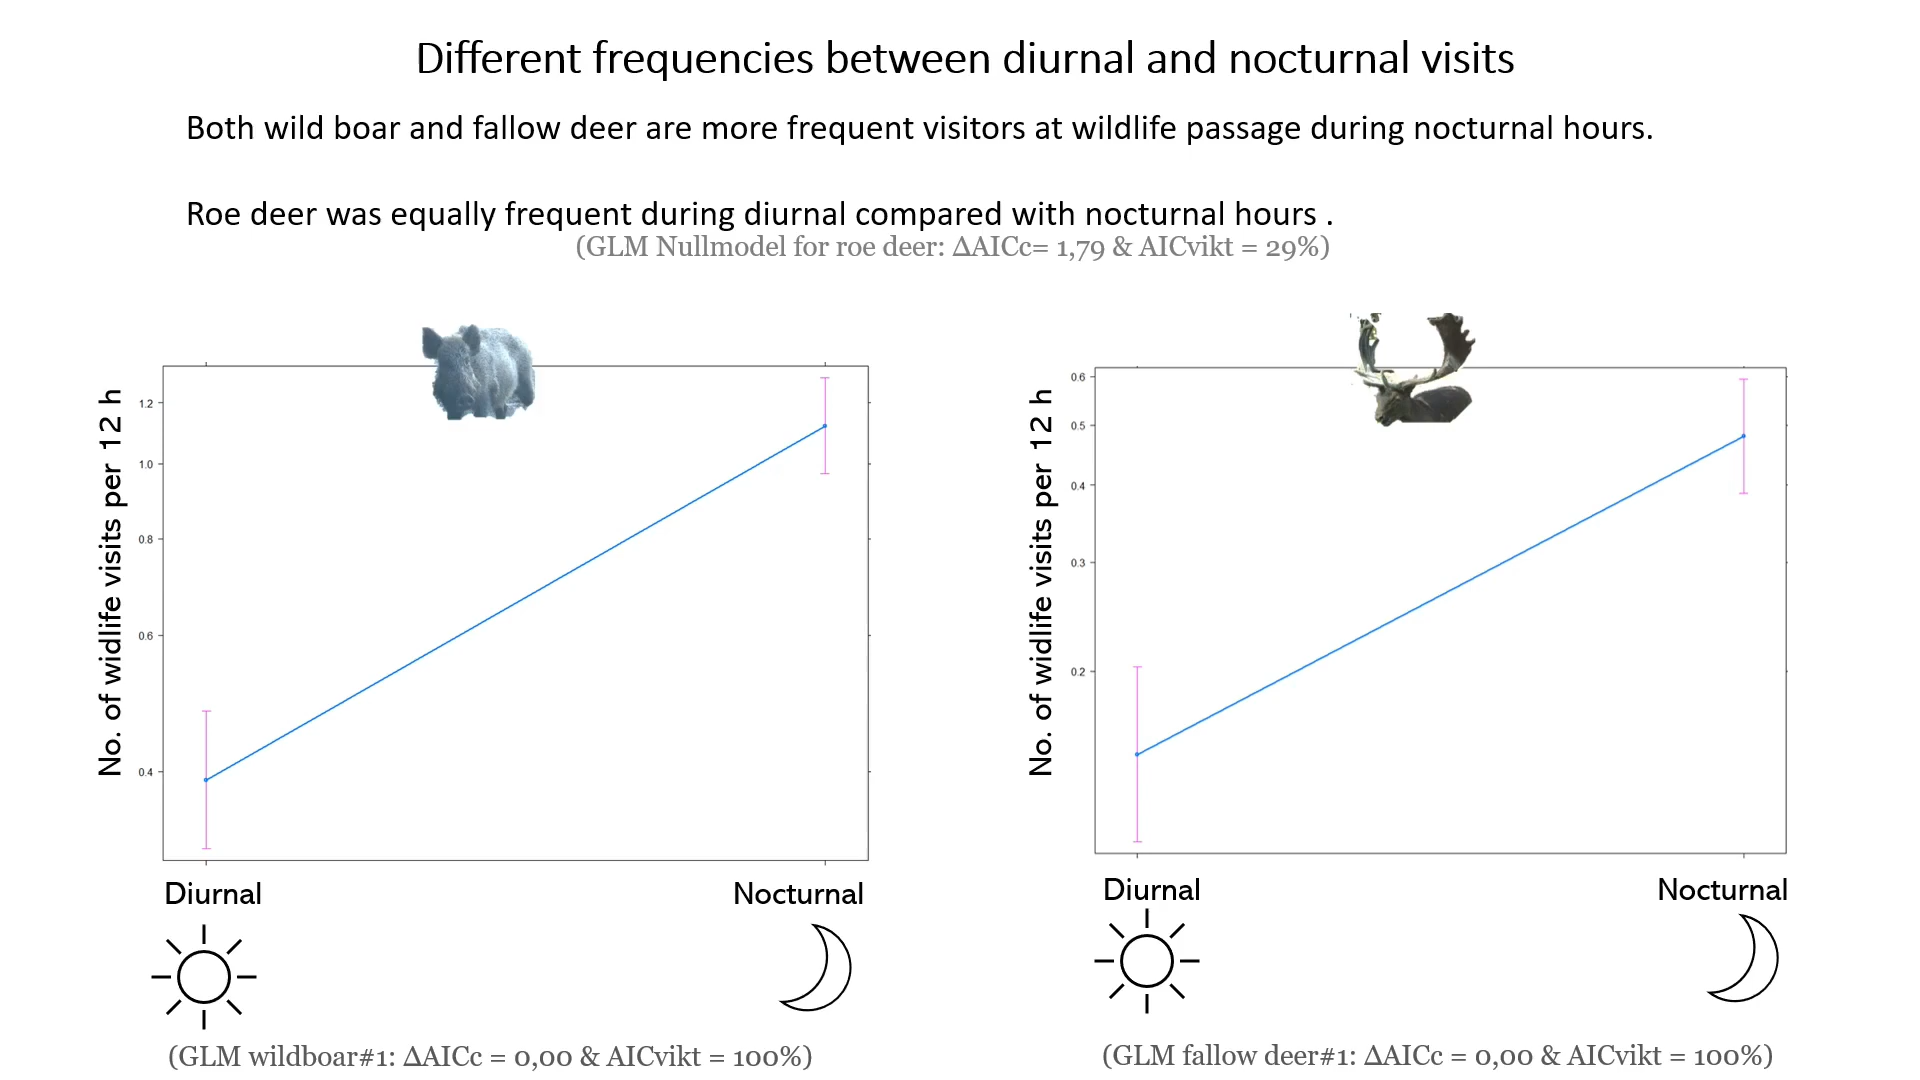 Different frequencies between diurnal and nocturnal visits
Both wild boar and fallow deer are more frequent visitors at wildlife passage during nocturnal hours.
Roe deer was equally frequent during diurnal compared with nocturnal hours .
(GLM Nullmodel for roe deer: ΔAICc= 1,79 & AICvikt = 29%)
No. of widlife visits per 12 h
1.2
1.0
0.8
0.6
0.4
Diurnal
Nocturnal
(GLM wildboar#1: ΔAICc = 0,00 & AICvikt = 100%)
No. of widlife visits per 12 h
0.6
0.5
0.4
0.3
0.2
Diurnal
Nocturnal
(GLM fallow deer#1: ΔAICc = 0,00 & AICvikt = 100%)